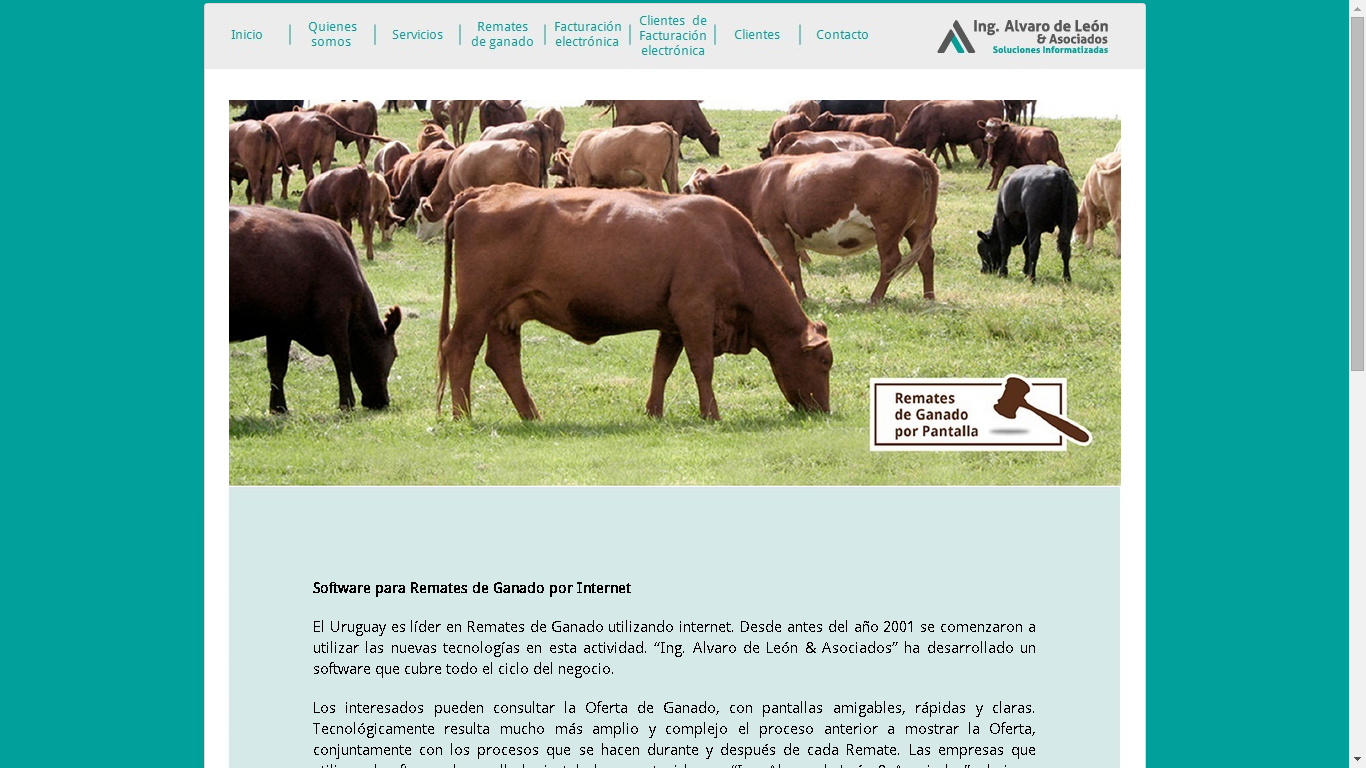 Inicio
Quienes
somos
Servicios
Remates
de ganado
Facturación
electrónica
Clientes de
Facturación
electrónica
Clientes
Contacto
Ing. Alvaro de León
& Asociados
Soluciones Informatizadas
Remates
de Ganado
por Pantalla
Software para Remates de Ganado por Internet
El Uruguay es líder en Remates de Ganado utilizando internet. Desde antes del año 2001 se comenzaron a
utilizar las nuevas tecnologías en esta actividad. “Ing. Alvaro de León & Asociados” ha desarrollado un
software que cubre todo el ciclo del negocio.
Los interesados pueden consultar la Oferta de Ganado, con pantallas amigables, rápidas y claras.
Tecnológicamente resulta mucho más amplio y complejo el proceso anterior a mostrar la Oferta,
conjuntamente con los procesos que se hacen durante y después de cada Remate. Las empresas que